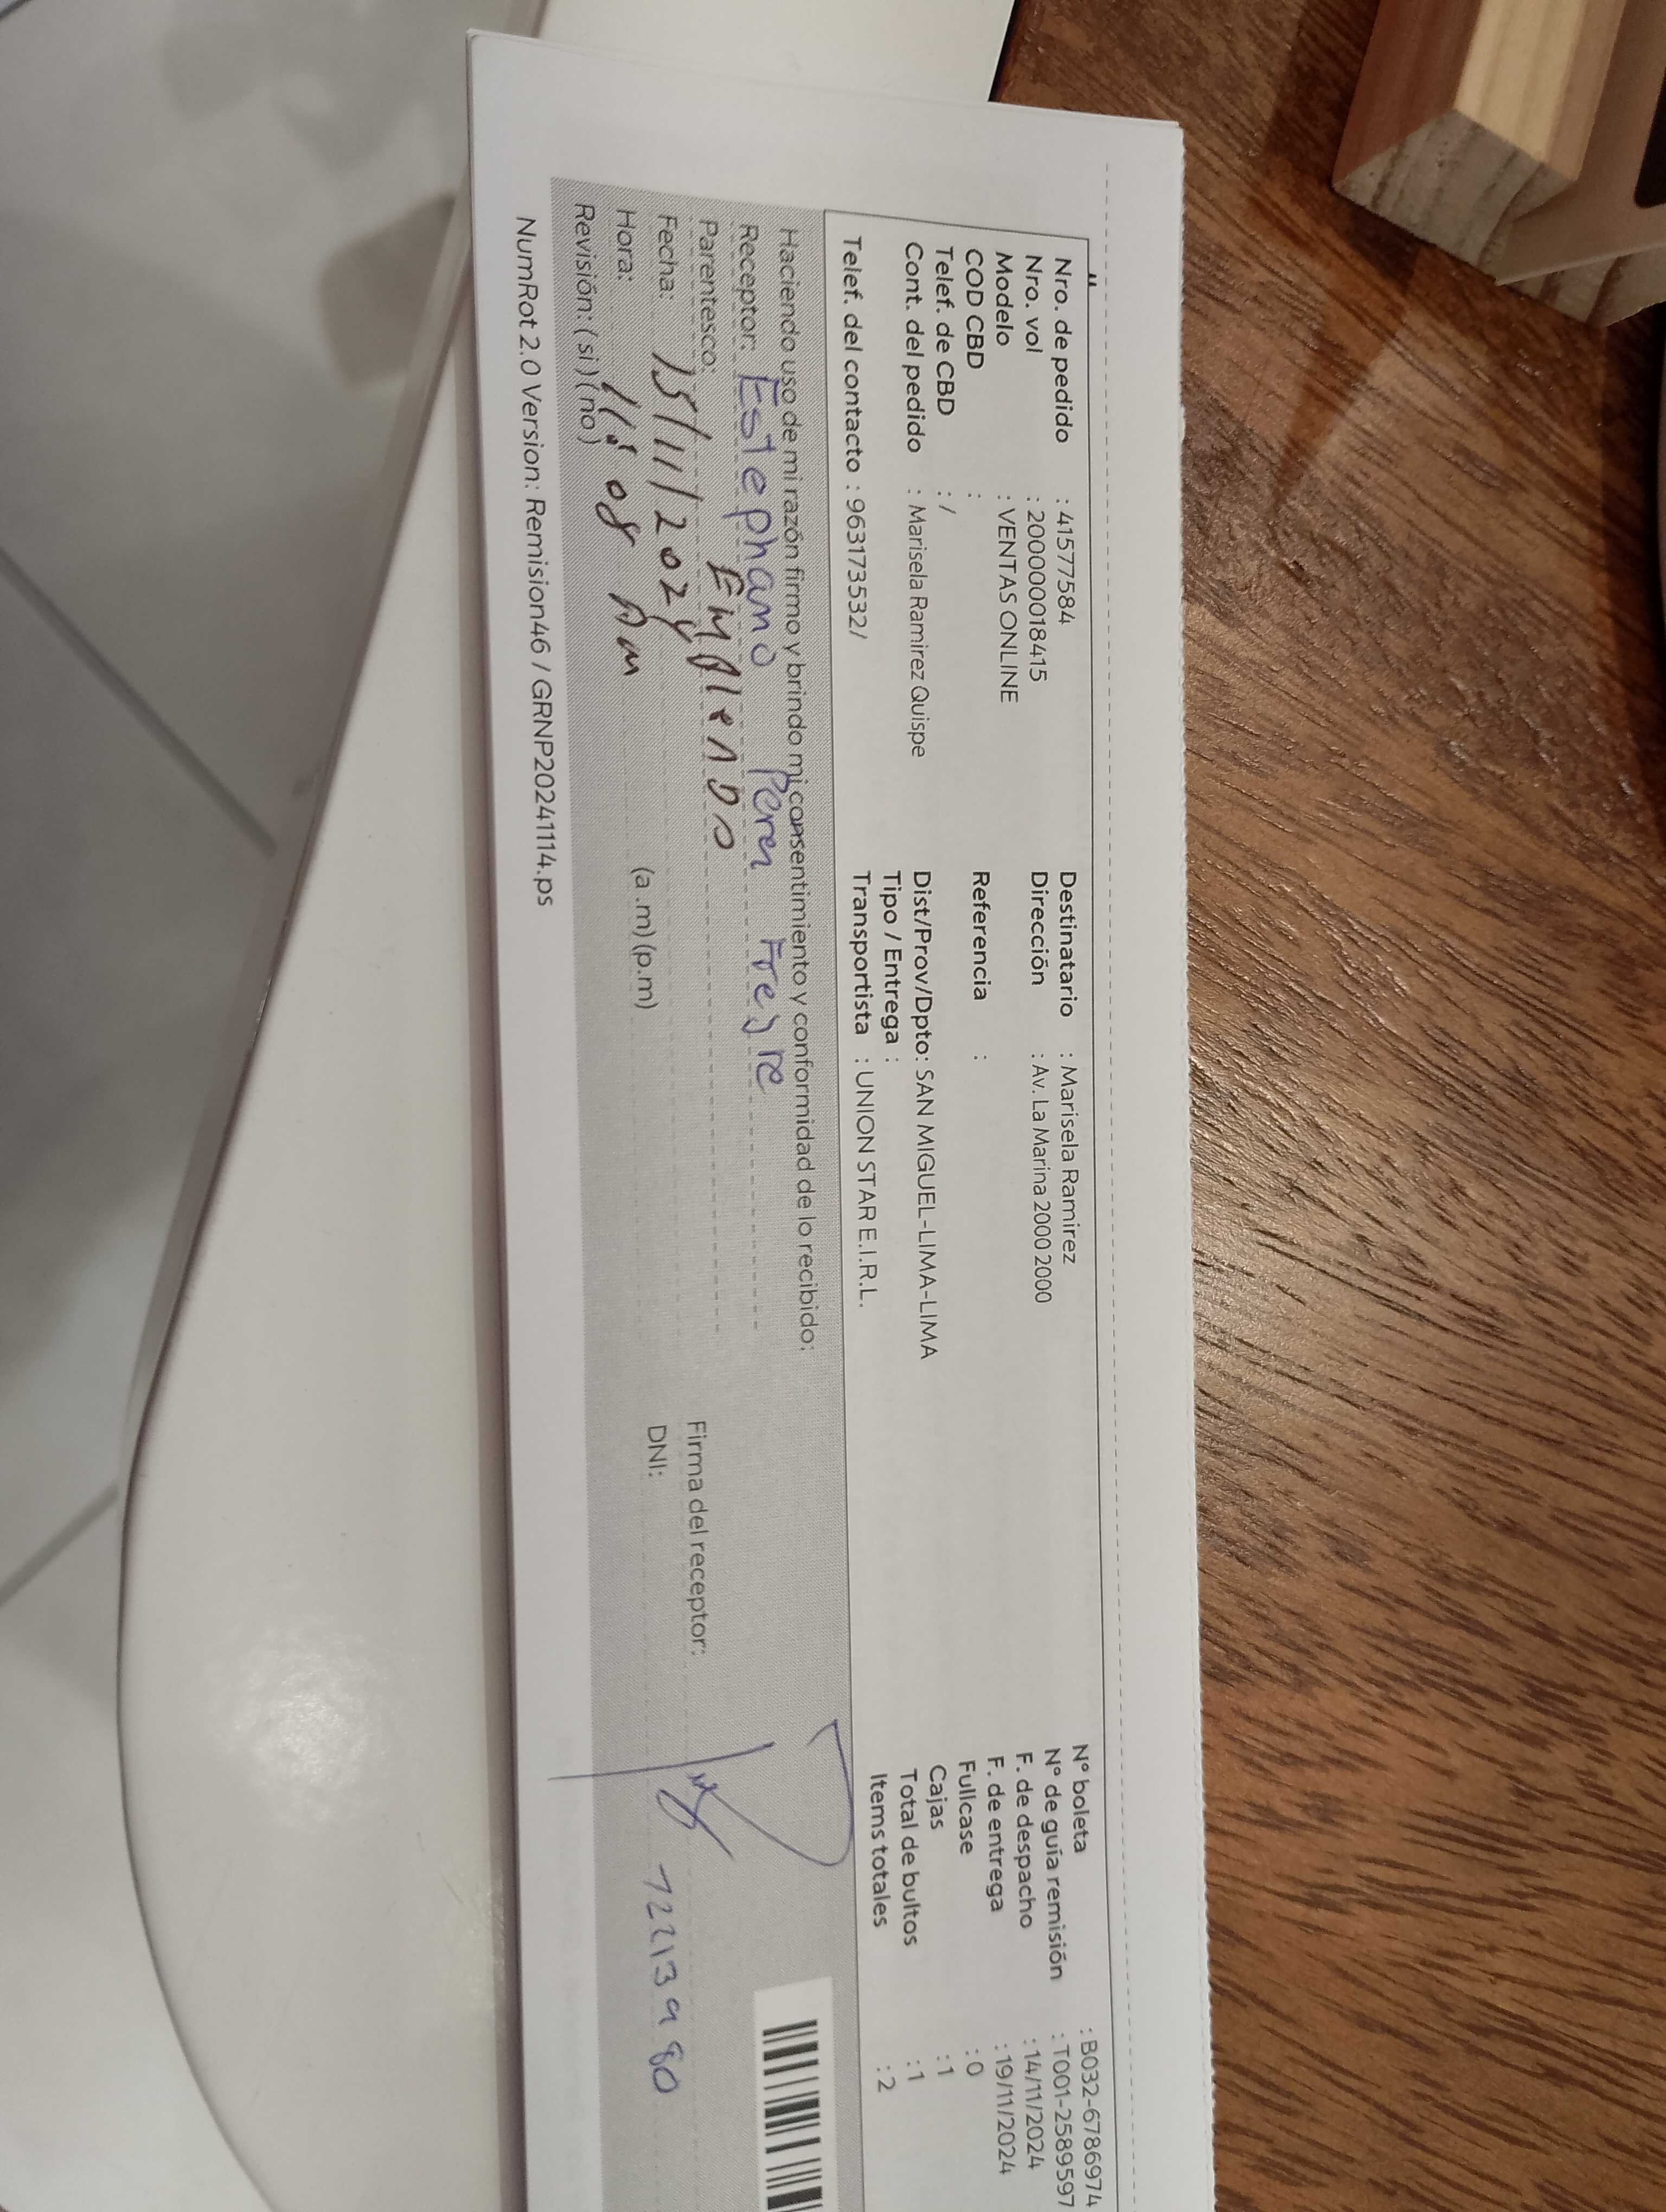 Nro. de pedido : 41577584
Nro. vol : 2000000018415
Modelo : VENTAS ONLINE
COD CBD :
Telef. de CBD : /
Cont. del pedido : Marisela Ramirez Quispe
Telef. del contacto : 963173532/
Destinatario : Marisela Ramirez
Dirección : Av. La Marina 2000 2000
Referencia :
Dist/Prov/Dpto: SAN MIGUEL-LIMA-LIMA
Tipo / Entrega :
Transportista : UNION STAR E.I.R.L.
N° boleta : B032-6786974
N° de guía remisión : T001-2589597
F. de despacho : 14/11/2024
F. de entrega : 19/11/2024
Fullcase : 0
Cajas : 1
Total de bultos : 1
Items totales : 2
Haciendo uso de mi razón firmo y brindo mi consentimiento y conformidad de lo recibido:
Receptor: Estephano
Parentesco:
Fecha: 15/11/2024
Hora: 11:08 Am (a .m) (p.m)
Revisión: ( si ) ( no )
Firma del receptor:
DNI: 72213980
NumRot 2.0 Version: Remision46 / GRNP20241114.ps